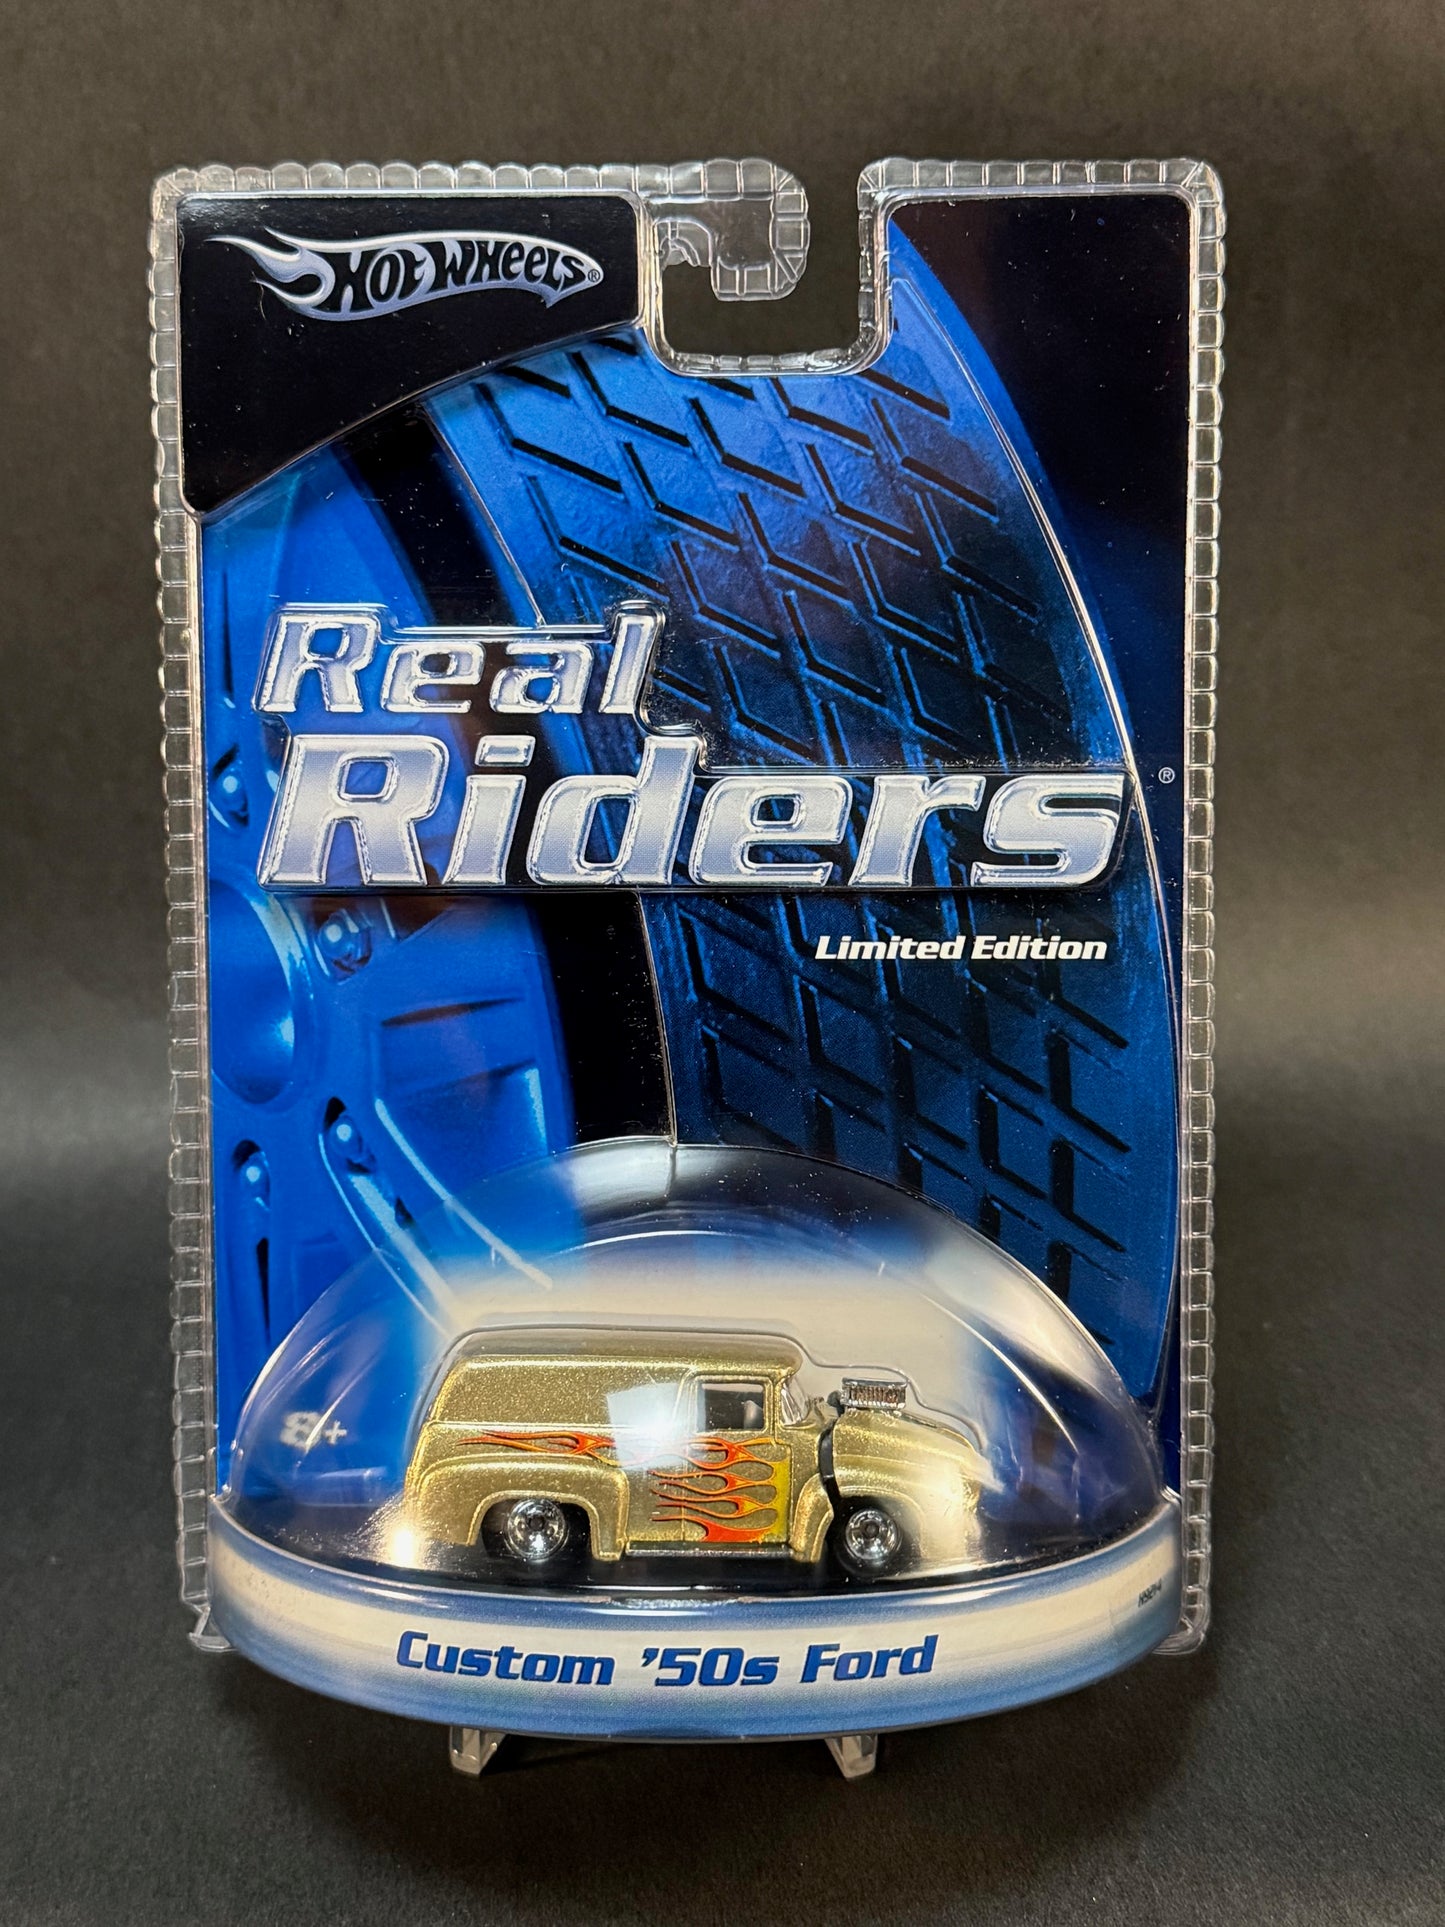 HOT WHEELS®
Real
Riders®
Limited Edition
8+
Custom '50s Ford